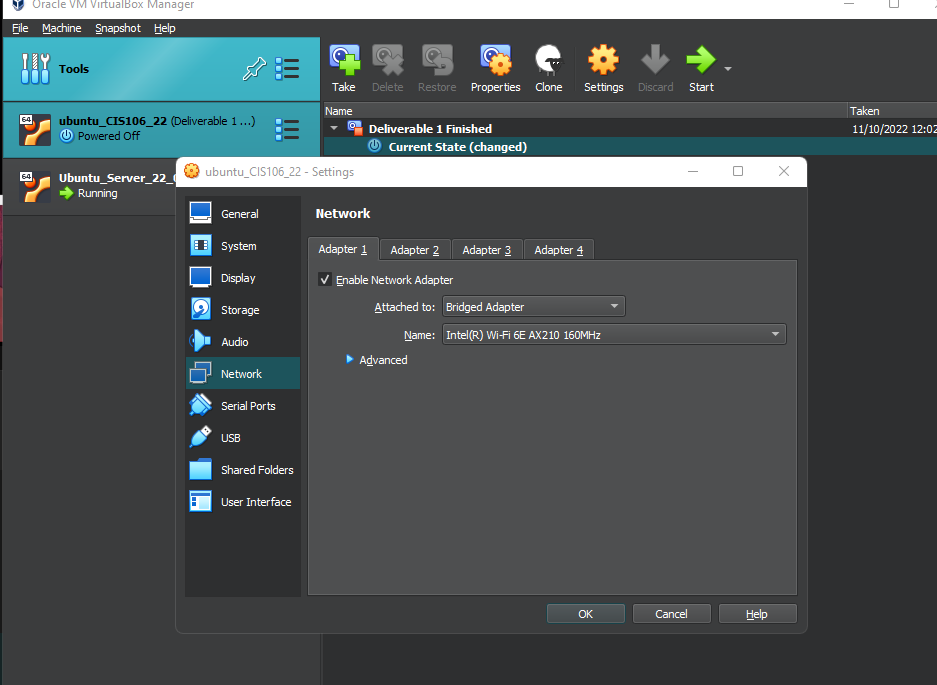 Oracle VM VirtualBox Manager
File Machine Snapshot Help
Tools
Take Delete Restore Properties Clone Settings Discard Start
Name Taken
64
ubuntu_CIS106_22 (Deliverable 1 ...)
Powered Off
Deliverable 1 Finished 11/10/2022 12:02
Current State (changed)
64
Ubuntu_Server_22_
Running
ubuntu_CIS106_22 - Settings
General
System
Display
Storage
Audio
Network
Serial Ports
USB
Shared Folders
User Interface
Network
Adapter 1 Adapter 2 Adapter 3 Adapter 4
Enable Network Adapter
Attached to: Bridged Adapter
Name: Intel(R) Wi-Fi 6E AX210 160MHz
Advanced
OK Cancel Help